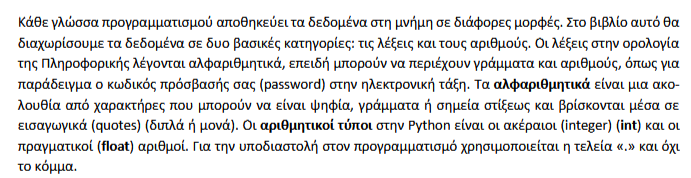 Κάθε γλώσσα προγραμματισμού αποθηκεύει τα δεδομένα στη μνήμη σε διάφορες μορφές. Στο βιβλίο αυτό θα
διαχωρίσουμε τα δεδομένα σε δυο βασικές κατηγορίες: τις λέξεις και τους αριθμούς. Οι λέξεις στην ορολογία
της Πληροφορικής λέγονται αλφαριθμητικά, επειδή μπορούν να περιέχουν γράμματα και αριθμούς, όπως για
παράδειγμα ο κωδικός πρόσβασής σας (password) στην ηλεκτρονική τάξη. Τα αλφαριθμητικά είναι μια ακο-
λουθία από χαρακτήρες που μπορούν να είναι ψηφία, γράμματα ή σημεία στίξεως και βρίσκονται μέσα σε
εισαγωγικά (quotes) (διπλά ή μονά). Οι αριθμητικοί τύποι στην Python είναι οι ακέραιοι (integer) (int) και οι
πραγματικοί (float) αριθμοί. Για την υποδιαστολή στον προγραμματισμό χρησιμοποιείται η τελεία «.» και όχι
το κόμμα.